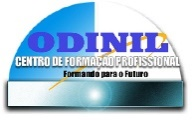 ODINIL
CENTRO DE FORMAÇÃO PROFISSIONAL
Formando para o Futuro